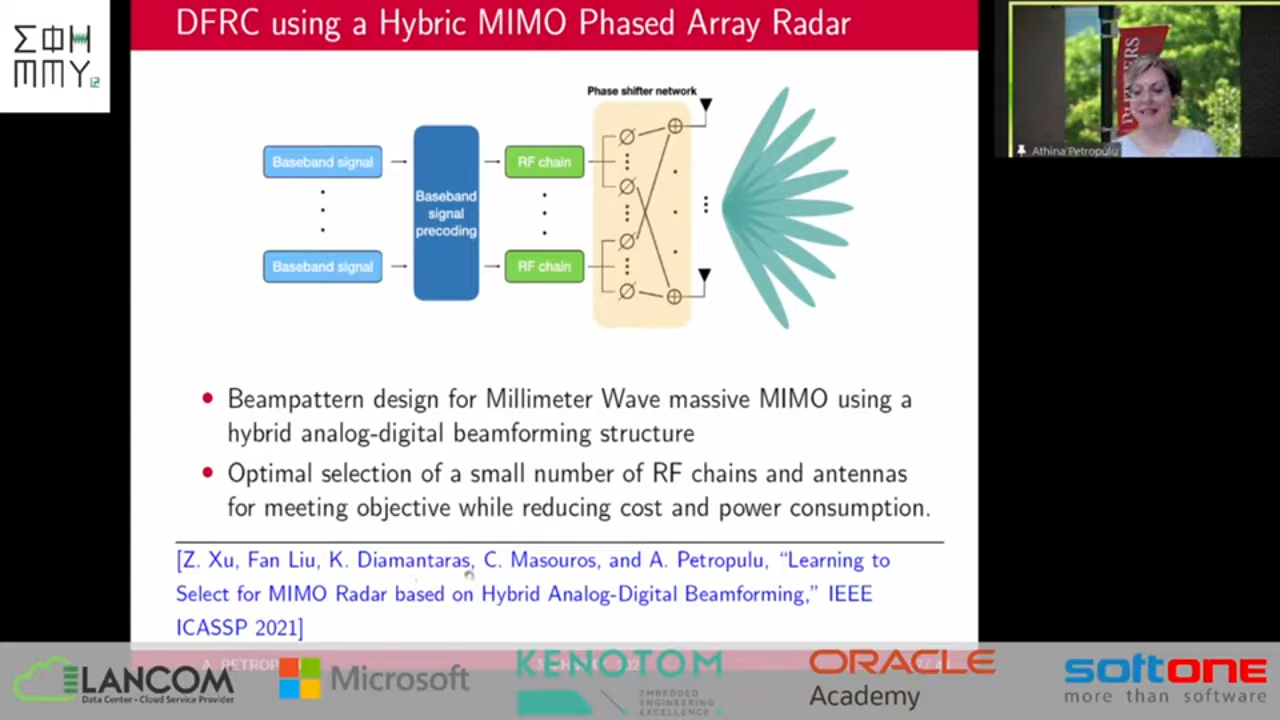 ΣΦΗ
ΜΜΥ 12
DFRC using a Hybric MIMO Phased Array Radar
Athina Petropulu
Phase shifter network
Baseband signal
Baseband
signal
precoding
RF chain
Baseband signal
RF chain
Beampattern design for Millimeter Wave massive MIMO using a
hybrid analog-digital beamforming structure
Optimal selection of a small number of RF chains and antennas
for meeting objective while reducing cost and power consumption.
[Z. Xu, Fan Liu, K. Diamantaras, C. Masouros, and A. Petropulu, “Learning to
Select for MIMO Radar based on Hybrid Analog-Digital Beamforming,” IEEE
ICASSP 2021]
LANCOM
Data Center - Cloud Service Provider
Microsoft
KENOTOM
EMBEDDED
ENGINEERING
EXCELLENCE
ORACLE
Academy
softone
more than software